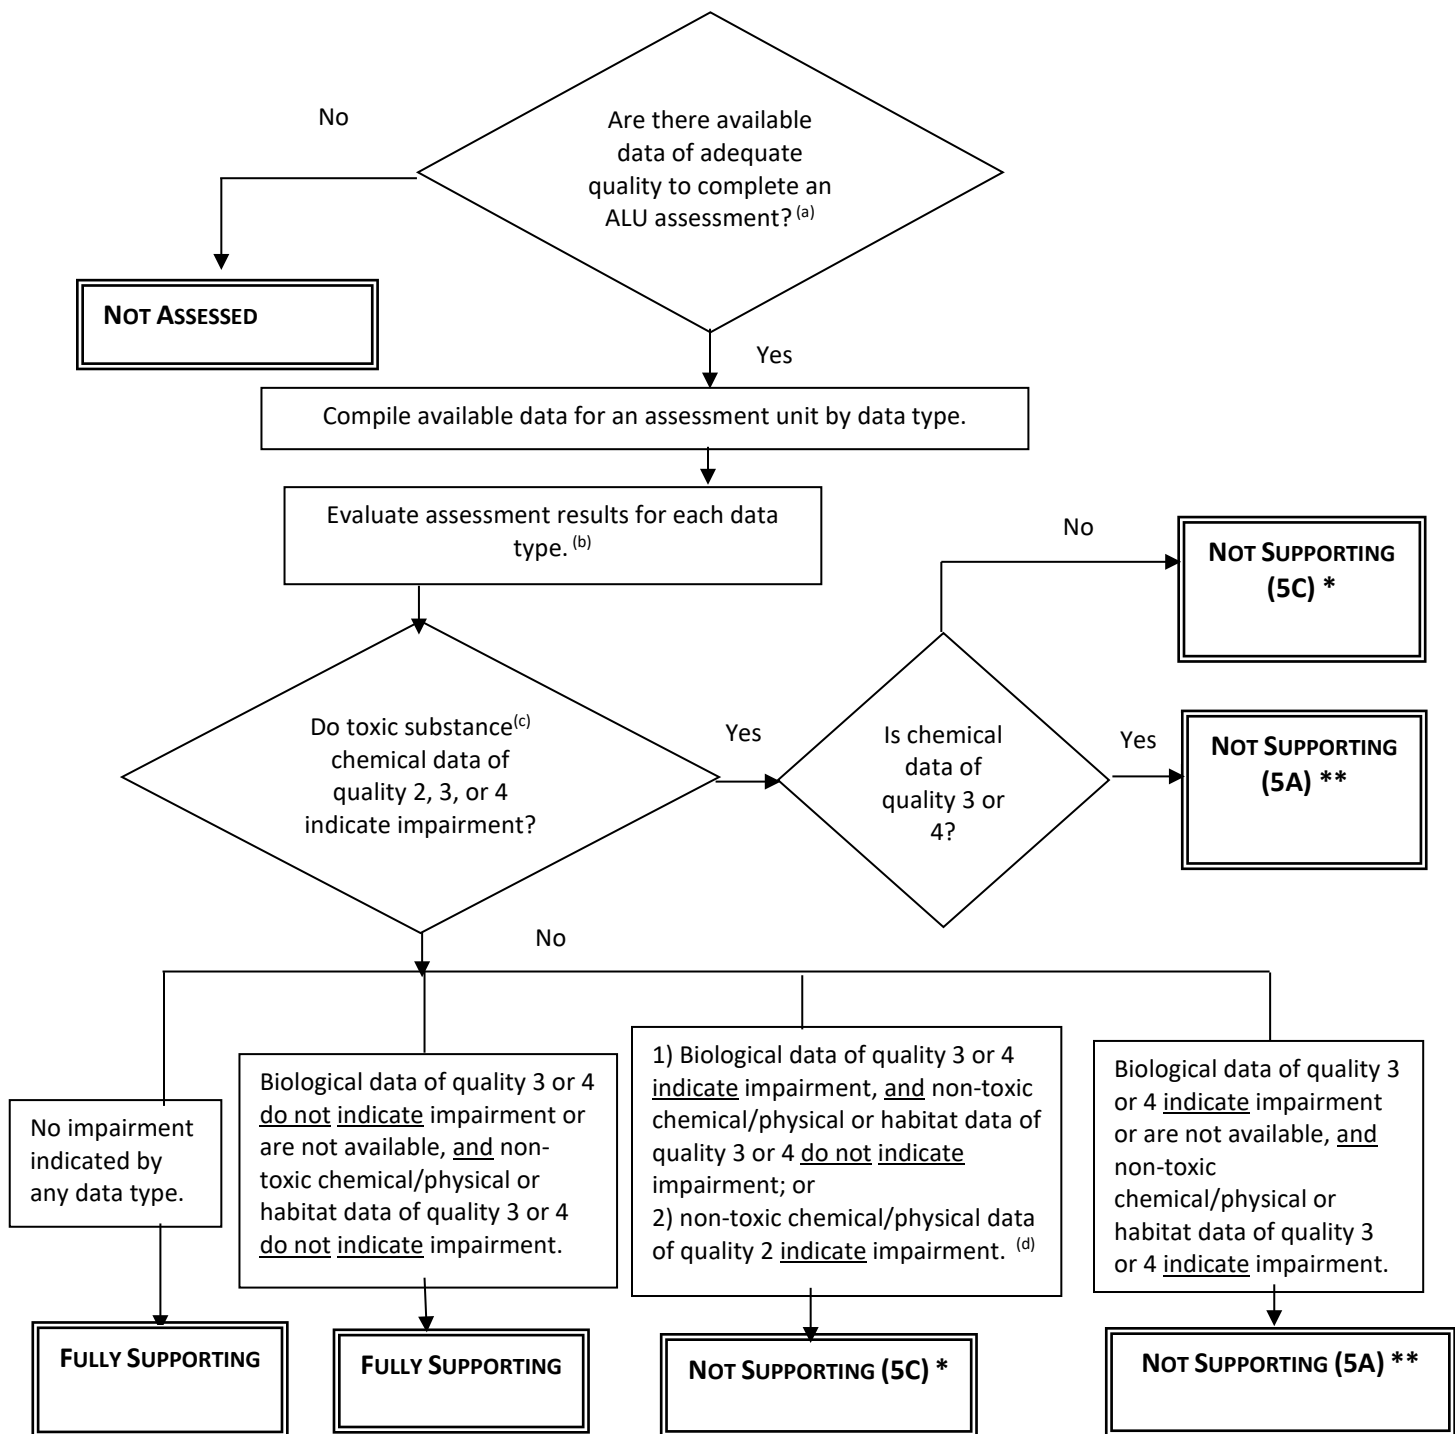 No
Are there available
data of adequate
quality to complete an
ALU assessment? (a)
NOT ASSESSED
Yes
Compile available data for an assessment unit by data type.
Evaluate assessment results for each data
type. (b)
No
NOT SUPPORTING
(5C) *
Do toxic substance(c)
chemical data of
quality 2, 3, or 4
indicate impairment?
Yes
Is chemical
data of
quality 3 or
4?
Yes
NOT SUPPORTING
(5A) **
No
No impairment
indicated by
any data type.
Biological data of quality 3 or 4
do not indicate impairment or
are not available, and non-
toxic chemical/physical or
habitat data of quality 3 or 4
do not indicate impairment.
1) Biological data of quality 3 or 4
indicate impairment, and non-toxic
chemical/physical or habitat data of
quality 3 or 4 do not indicate
impairment; or
2) non-toxic chemical/physical data
of quality 2 indicate impairment. (d)
Biological data of quality 3
or 4 indicate impairment
or are not available, and
non-toxic
chemical/physical or
habitat data of quality 3
or 4 indicate impairment.
FULLY SUPPORTING
FULLY SUPPORTING
NOT SUPPORTING (5C) *
NOT SUPPORTING (5A) **